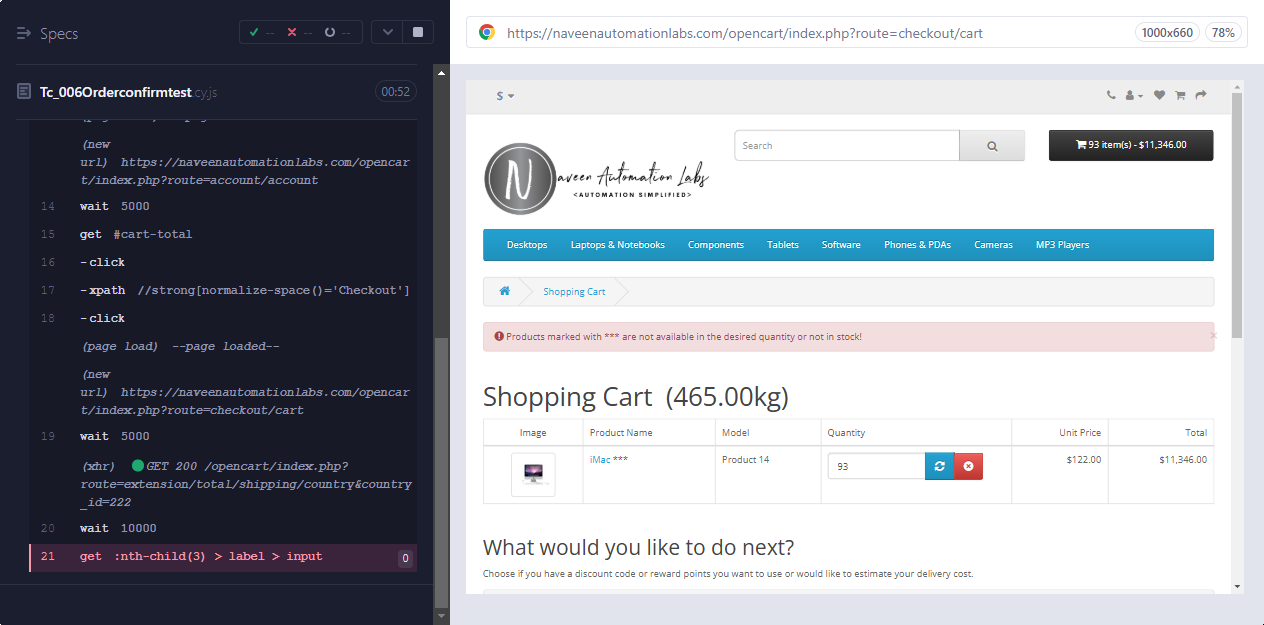 Specs
-- -- --
Tc_006Orderconfirmtest cy.js
00:52
(new
url) https://naveenautomationlabs.com/opencar
t/index.php?route=account/account
14 wait 5000
15 get #cart-total
16 -click
17 -xpath //strong[normalize-space()='Checkout']
18 -click
(page load) --page loaded--
(new
url) https://naveenautomationlabs.com/opencar
t/index.php?route=checkout/cart
19 wait 5000
(xhr) GET 200 /opencart/index.php?
route=extension/total/shipping/country&country
_id=222
20 wait 10000
21 get :nth-child(3) > label > input 0
https://naveenautomationlabs.com/opencart/index.php?route=checkout/cart
1000x660 78%
$
N
aveen Automation Labs
<AUTOMATION SIMPLIFIED>
Search
93 item(s) - $11,346.00
Desktops Laptops & Notebooks Components Tablets Software Phones & PDAs Cameras MP3 Players
Shopping Cart
Products marked with *** are not available in the desired quantity or not in stock! ×
Shopping Cart (465.00kg)
Image Product Name Model Quantity Unit Price Total
iMac *** Product 14 93 $122.00 $11,346.00
What would you like to do next?
Choose if you have a discount code or reward points you want to use or would like to estimate your delivery cost.